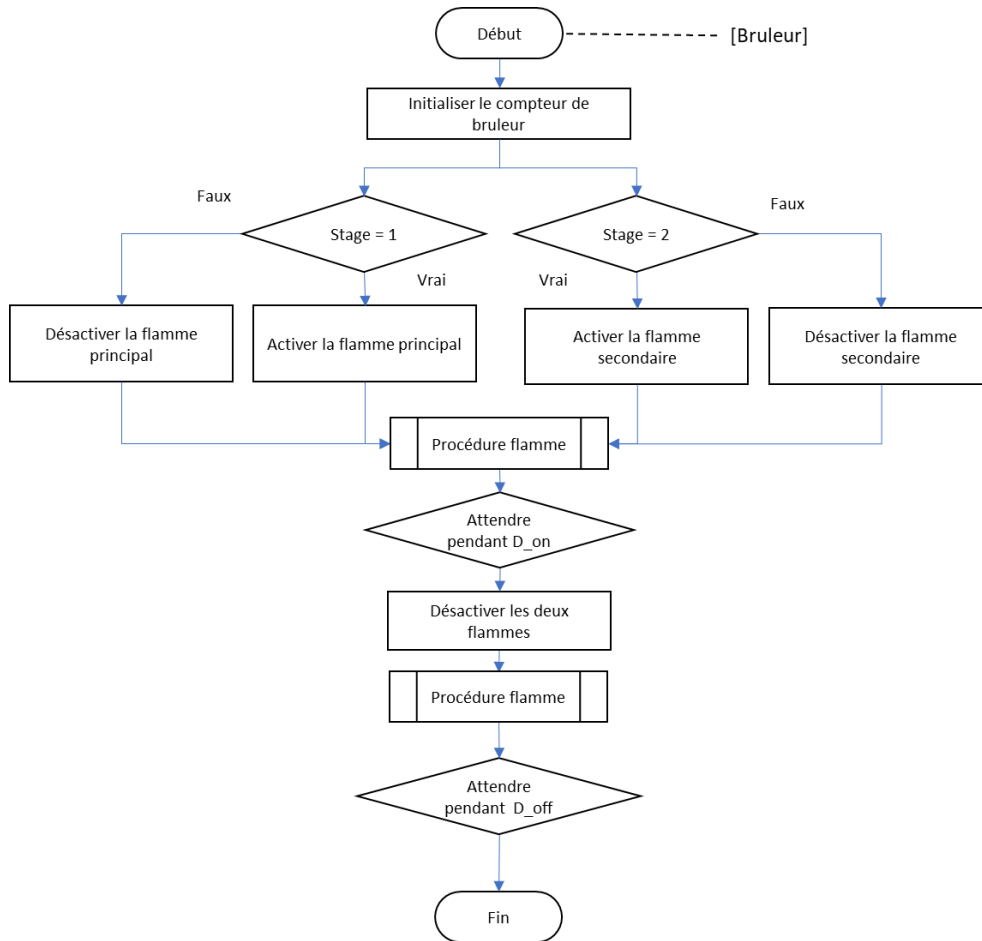 Début
[Bruleur]
Initialiser le compteur de
bruleur
Faux
Faux
Stage = 1
Stage = 2
Vrai
Vrai
Désactiver la flamme
principal
Activer la flamme principal
Activer la flamme
secondaire
Désactiver la flamme
secondaire
Procédure flamme
Attendre
pendant D_on
Désactiver les deux
flammes
Procédure flamme
Attendre
pendant D_off
Fin